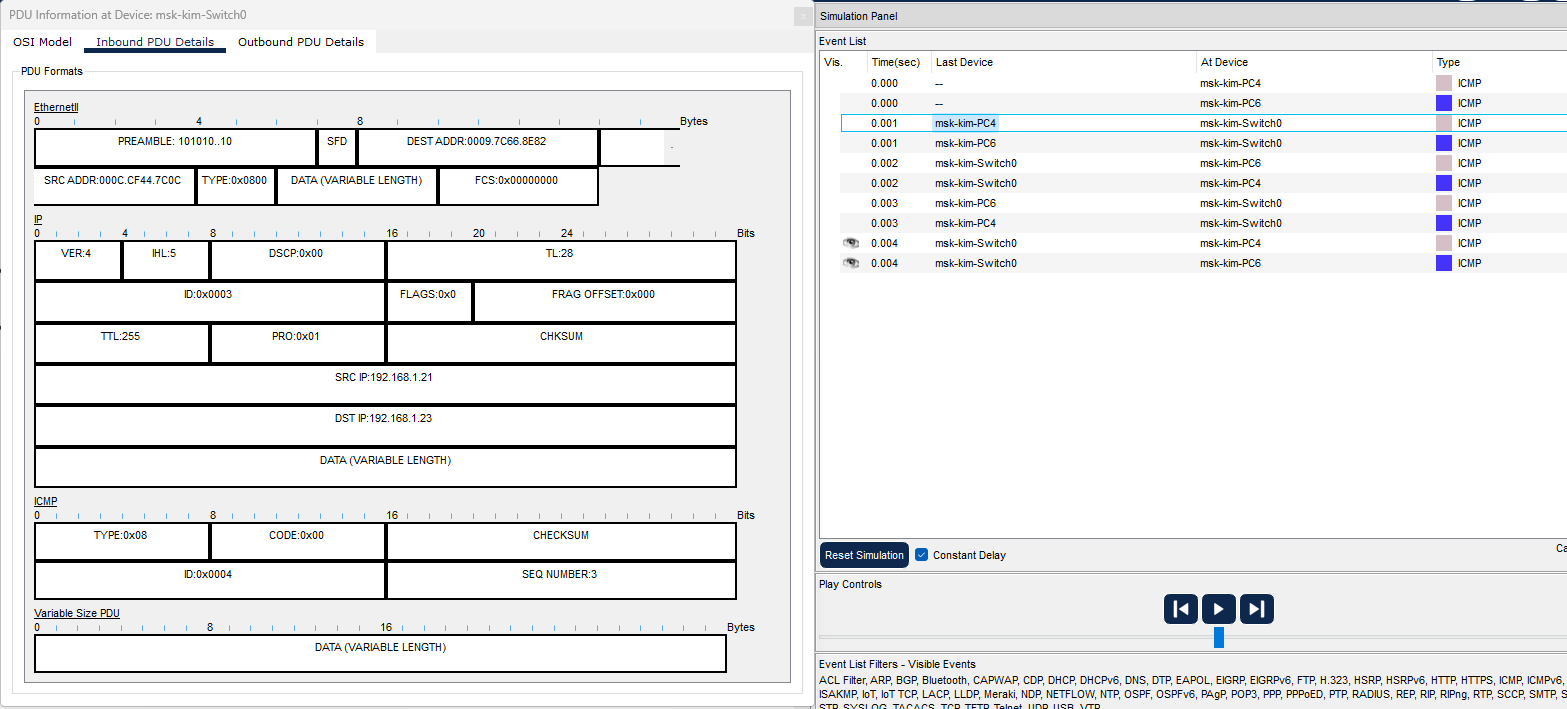 PDU Information at Device: msk-kim-Switch0
OSI Model Inbound PDU Details Outbound PDU Details
PDU Formats
EthernetII
0 4 8 Bytes
PREAMBLE: 101010..10 SFD DEST ADDR:0009.7C66.8E82
SRC ADDR:000C.CF44.7C0C TYPE:0x0800 DATA (VARIABLE LENGTH) FCS:0x00000000
IP
0 4 8 16 20 24 Bits
VER:4 IHL:5 DSCP:0x00 TL:28
ID:0x0003 FLAGS:0x0 FRAG OFFSET:0x000
TTL:255 PRO:0x01 CHKSUM
SRC IP:192.168.1.21
DST IP:192.168.1.23
DATA (VARIABLE LENGTH)
ICMP
0 8 16 Bits
TYPE:0x08 CODE:0x00 CHECKSUM
ID:0x0004 SEQ NUMBER:3
Variable Size PDU
0 8 16 Bytes
DATA (VARIABLE LENGTH)
Simulation Panel
Event List
Vis. Time(sec) Last Device At Device Type
0.000 -- msk-kim-PC4 ICMP
0.000 -- msk-kim-PC6 ICMP
0.001 msk-kim-PC4 msk-kim-Switch0 ICMP
0.001 msk-kim-PC6 msk-kim-Switch0 ICMP
0.002 msk-kim-Switch0 msk-kim-PC6 ICMP
0.002 msk-kim-Switch0 msk-kim-PC4 ICMP
0.003 msk-kim-PC6 msk-kim-Switch0 ICMP
0.003 msk-kim-PC4 msk-kim-Switch0 ICMP
0.004 msk-kim-Switch0 msk-kim-PC4 ICMP
0.004 msk-kim-Switch0 msk-kim-PC6 ICMP
Reset Simulation Constant Delay Ca
Play Controls
Event List Filters - Visible Events
ACL Filter, ARP, BGP, Bluetooth, CAPWAP, CDP, DHCP, DHCPv6, DNS, DTP, EAPOL, EIGRP, EIGRPv6, FTP, H.323, HSRP, HSRPv6, HTTP, HTTPS, ICMP, ICMPv6,
ISAKMP, IoT, IoT TCP, LACP, LLDP, Meraki, NDP, NETFLOW, NTP, OSPF, OSPFv6, PAgP, POP3, PPP, PPPoED, PTP, RADIUS, REP, RIP, RIPng, RTP, SCCP, SMTP, S
STP, SYSLOG, TACACS, TCP, TFTP, Telnet, UDP, USB, VTP